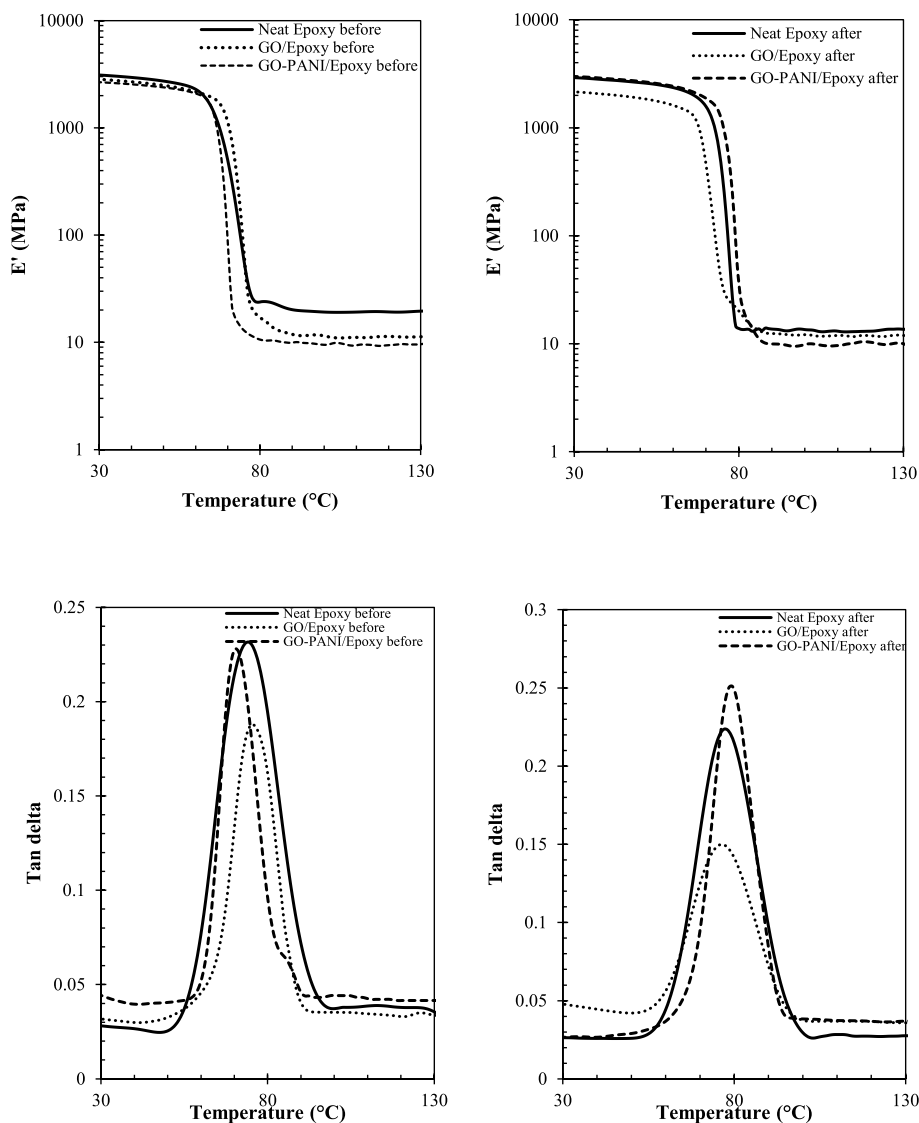 10000
1000
100
10
1
E' (MPa)
Neat Epoxy before
GO/Epoxy before
GO-PANI/Epoxy before
30
80
130
Temperature (°C)
10000
1000
100
10
1
E' (MPa)
Neat Epoxy after
GO/Epoxy after
GO-PANI/Epoxy after
30
80
130
Temperature (°C)
0.25
0.2
0.15
0.1
0.05
0
Tan delta
Neat Epoxy before
GO/Epoxy before
GO-PANI/Epoxy before
30
80
130
Temperature (°C)
0.3
0.25
0.2
0.15
0.1
0.05
0
Tan delta
Neat Epoxy after
GO/Epoxy after
GO-PANI/Epoxy after
30
80
130
Temperature (°C)